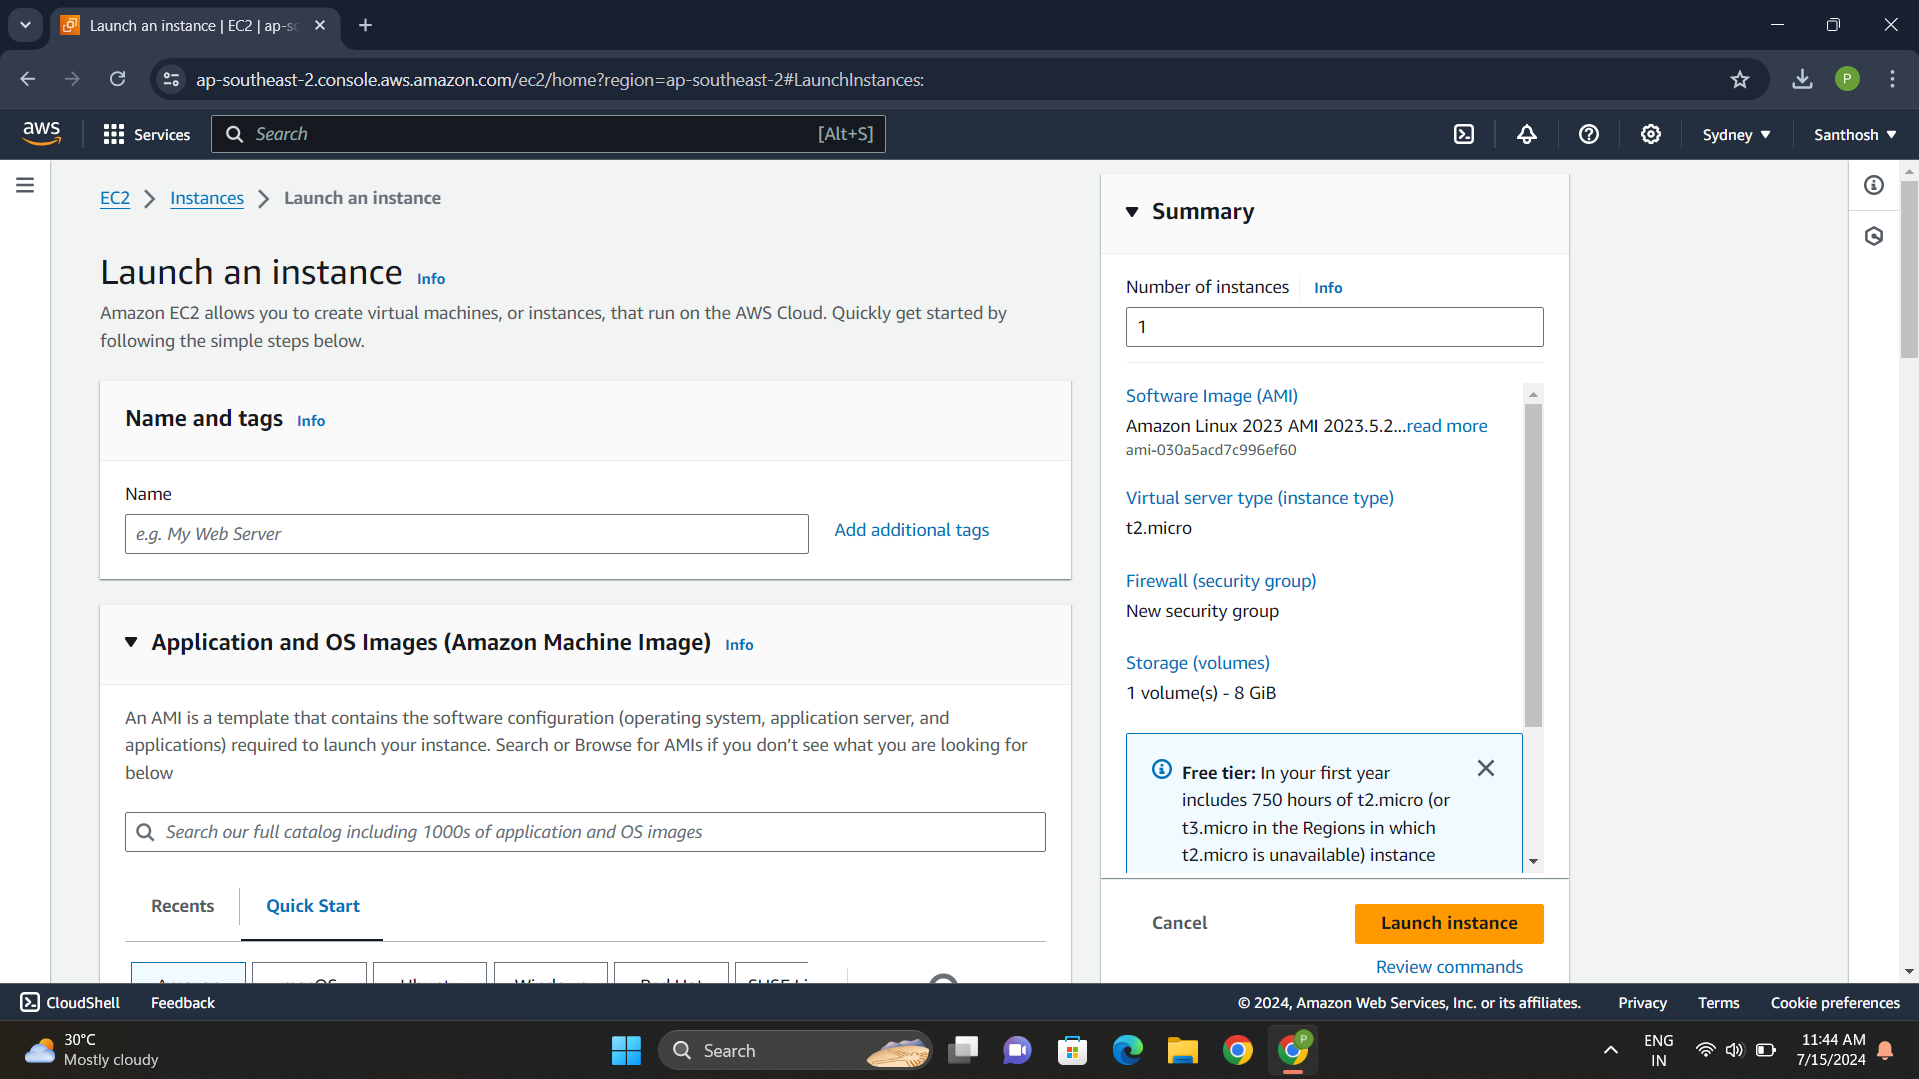 Launch an instance | EC2 | ap-sc
ap-southeast-2.console.aws.amazon.com/ec2/home?region=ap-southeast-2#LaunchInstances:
P
aws
Services
Search
[Alt+S]
Sydney
Santhosh
EC2 Instances Launch an instance
Launch an instance Info
Amazon EC2 allows you to create virtual machines, or instances, that run on the AWS Cloud. Quickly get started by
following the simple steps below.
Name and tags Info
Name
e.g. My Web Server
Add additional tags
Application and OS Images (Amazon Machine Image) Info
An AMI is a template that contains the software configuration (operating system, application server, and
applications) required to launch your instance. Search or Browse for AMIs if you don’t see what you are looking for
below
Search our full catalog including 1000s of application and OS images
Recents
Quick Start
Summary
Number of instances Info
1
Software Image (AMI)
Amazon Linux 2023 AMI 2023.5.2...read more
ami-030a5acd7c996ef60
Virtual server type (instance type)
t2.micro
Firewall (security group)
New security group
Storage (volumes)
1 volume(s) - 8 GiB
Free tier: In your first year
includes 750 hours of t2.micro (or
t3.micro in the Regions in which
t2.micro is unavailable) instance
Cancel
Launch instance
Review commands
CloudShell
Feedback
© 2024, Amazon Web Services, Inc. or its affiliates.
Privacy
Terms
Cookie preferences
30°C
Mostly cloudy
Search
P
ENG
IN
11:44 AM
7/15/2024